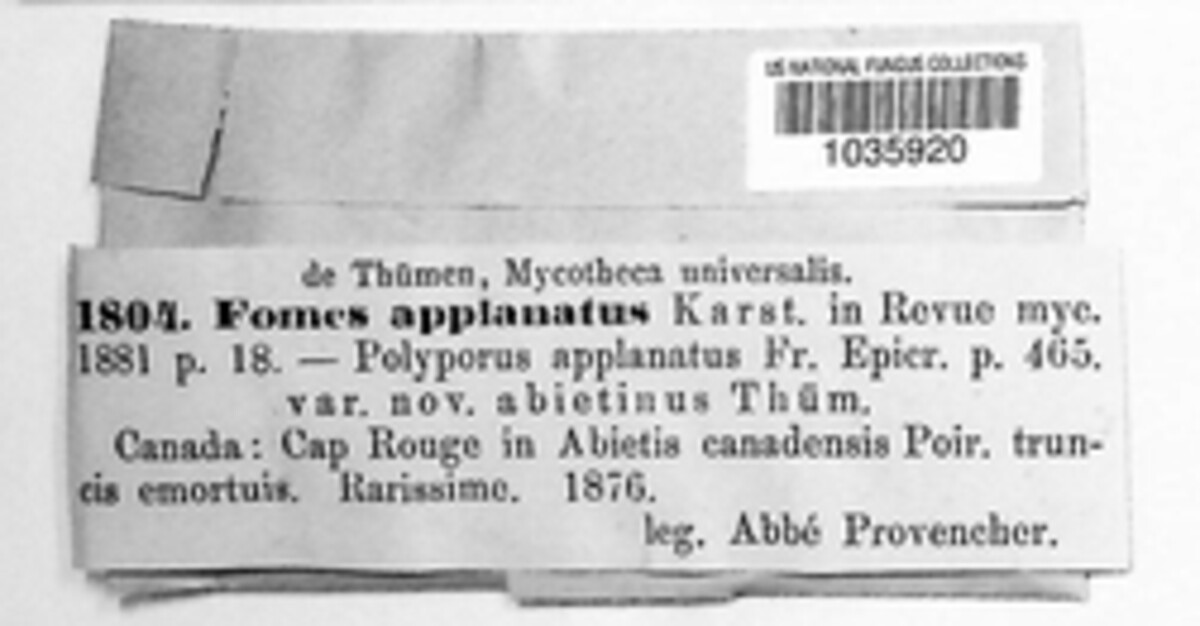 US NATIONAL FUNGUS COLLECTIONS
1035920
de Thümen, Mycotheca universalis.
1804. Fomes applanatus Karst. in Revue myc.
1881 p. 18. — Polyporus applanatus Fr. Epicr. p. 465.
var. nov. abietinus Thüm.
Canada: Cap Rouge in Abietis canadensis Poir. trun-
cis emortuis. Rarissime. 1876.
leg. Abbé Provencher.